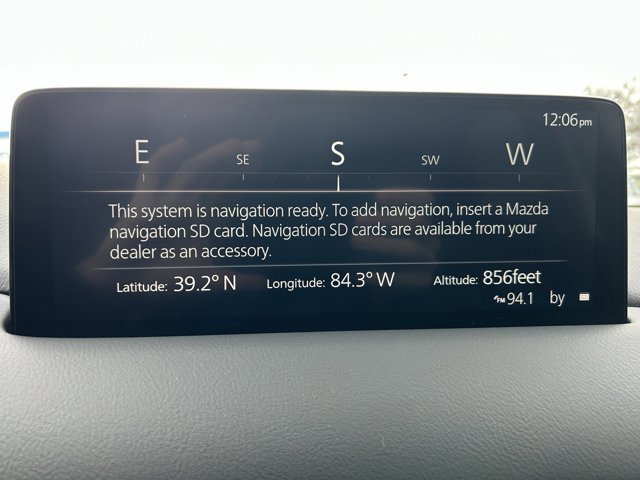 12:06pm
E SE S SW W
This system is navigation ready. To add navigation, insert a Mazda
navigation SD card. Navigation SD cards are available from your
dealer as an accessory.
Latitude: 39.2° N Longitude: 84.3° W Altitude: 856feet
FM 94.1 by